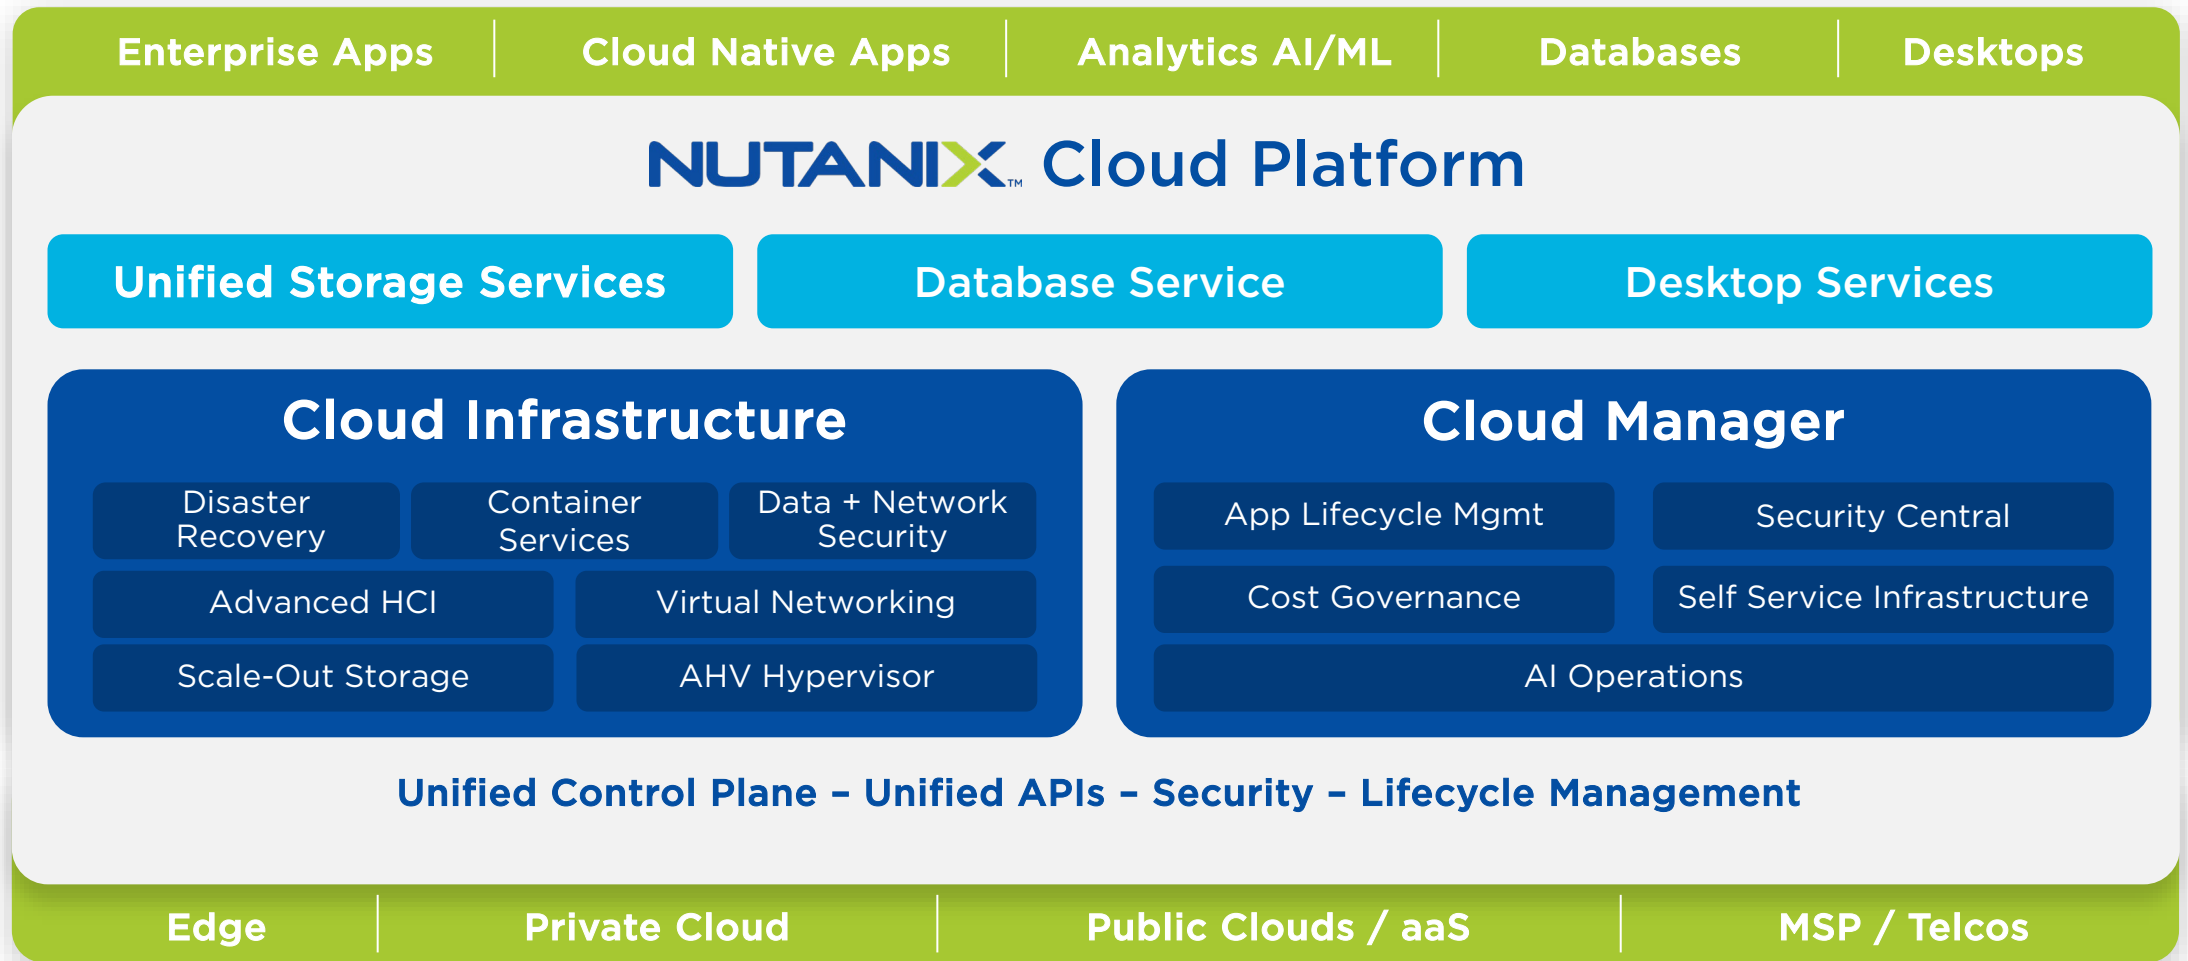 Enterprise Apps
Cloud Native Apps
Analytics AI/ML
Databases
Desktops
NUTANIX™ Cloud Platform
Unified Storage Services
Database Service
Desktop Services
Cloud Infrastructure
Disaster
Recovery
Container
Services
Data + Network
Security
Advanced HCI
Virtual Networking
Scale-Out Storage
AHV Hypervisor
Cloud Manager
App Lifecycle Mgmt
Security Central
Cost Governance
Self Service Infrastructure
AI Operations
Unified Control Plane – Unified APIs – Security – Lifecycle Management
Edge
Private Cloud
Public Clouds / aaS
MSP / Telcos